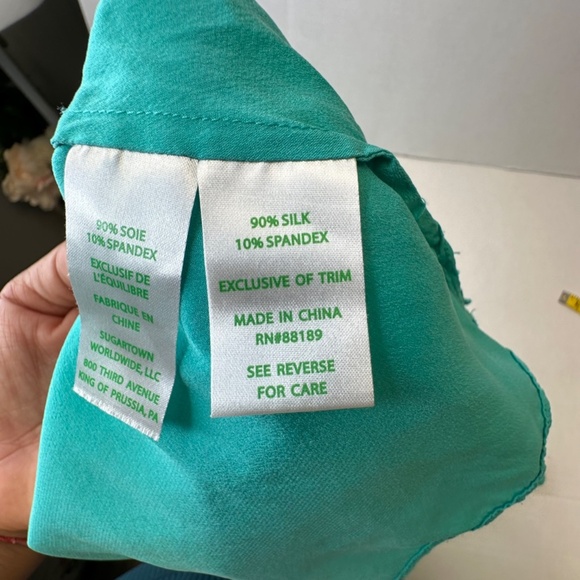 90% SOIE
10% SPANDEX
EXCLUSIF DE
L'ÉQUILIBRE
FABRIQUE EN
CHINE
SUGARTOWN
WORLDWIDE, LLC
800 THIRD AVENUE
KING OF PRUSSIA, PA
90% SILK
10% SPANDEX
EXCLUSIVE OF TRIM
MADE IN CHINA
RN#88189
SEE REVERSE
FOR CARE